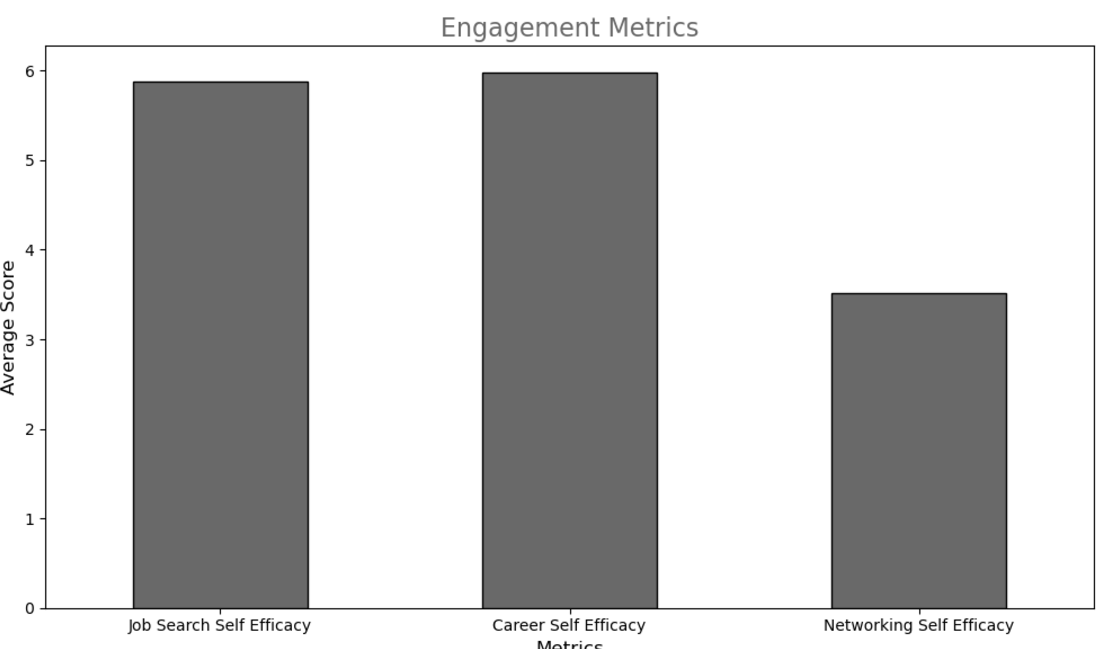 Engagement Metrics
6
5
4
3
2
1
0
Average Score
Job Search Self Efficacy
Career Self Efficacy
Networking Self Efficacy
Metrics